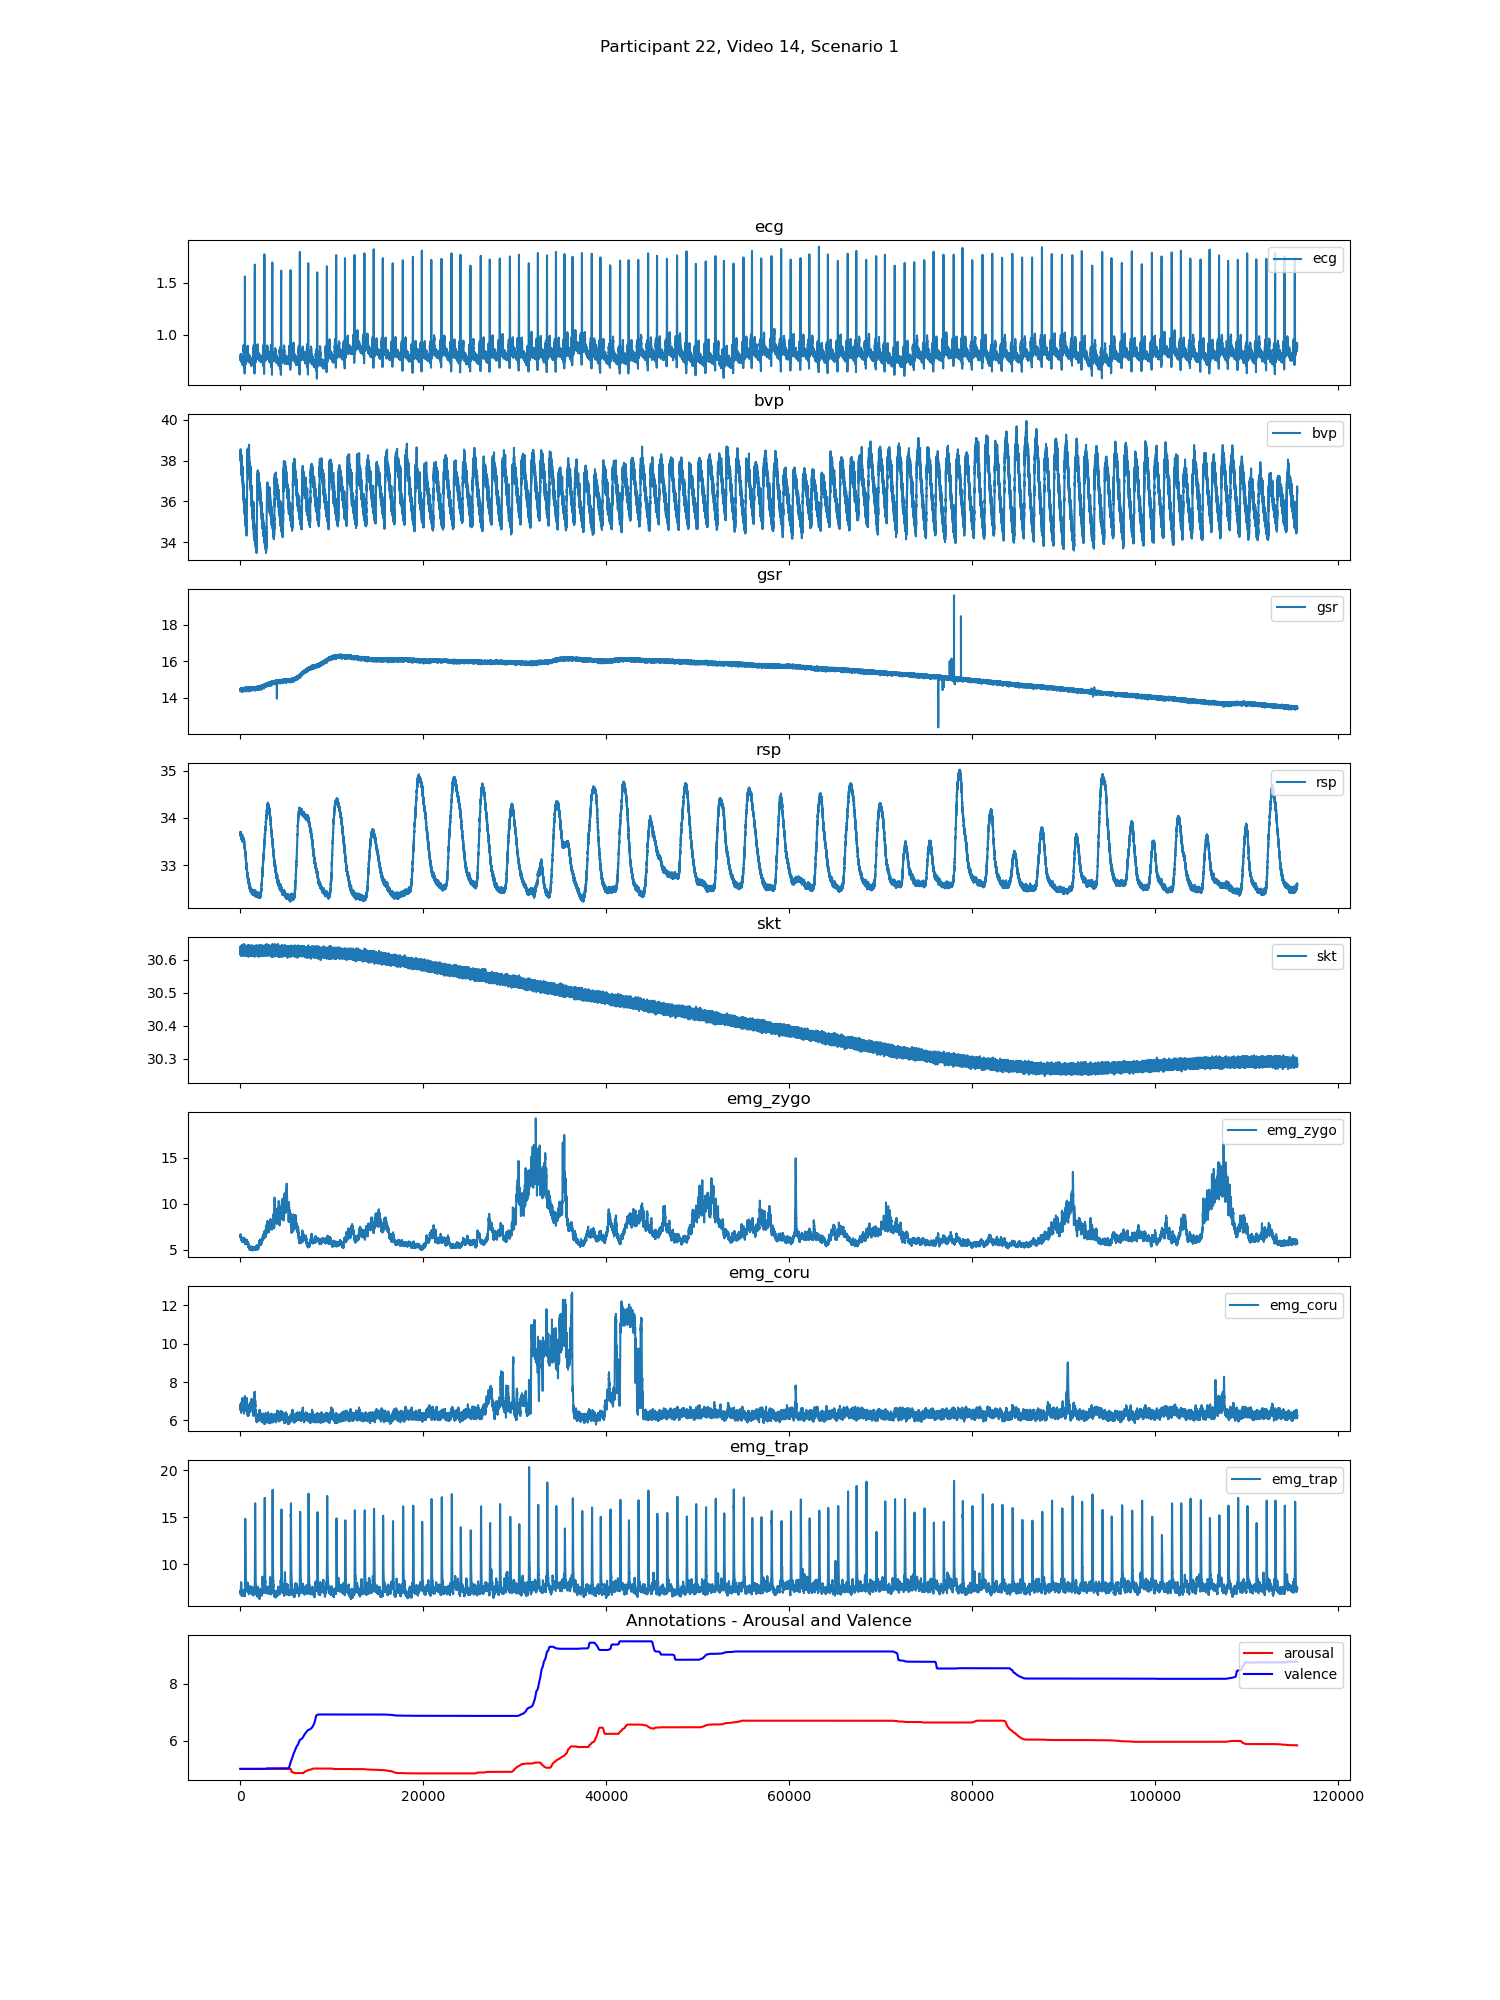 Participant 22, Video 14, Scenario 1
ecg
1.5
1.0
ecg
bvp
40
38
36
34
bvp
gsr
18
16
14
gsr
rsp
35
34
33
rsp
skt
30.6
30.5
30.4
30.3
skt
emg_zygo
15
10
5
emg_zygo
emg_coru
12
10
8
6
emg_coru
emg_trap
20
15
10
emg_trap
Annotations - Arousal and Valence
8
6
arousal
valence
0 20000 40000 60000 80000 100000 120000